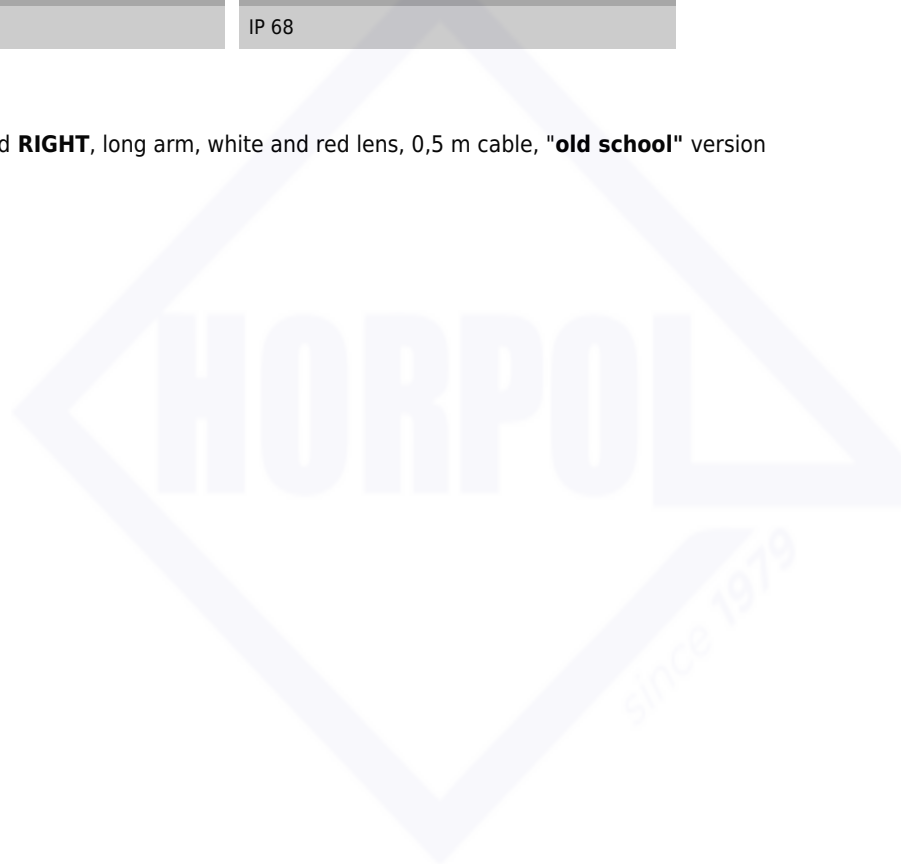 IP 68
d RIGHT, long arm, white and red lens, 0,5 m cable, "old school" version
HORPOL
since 1979